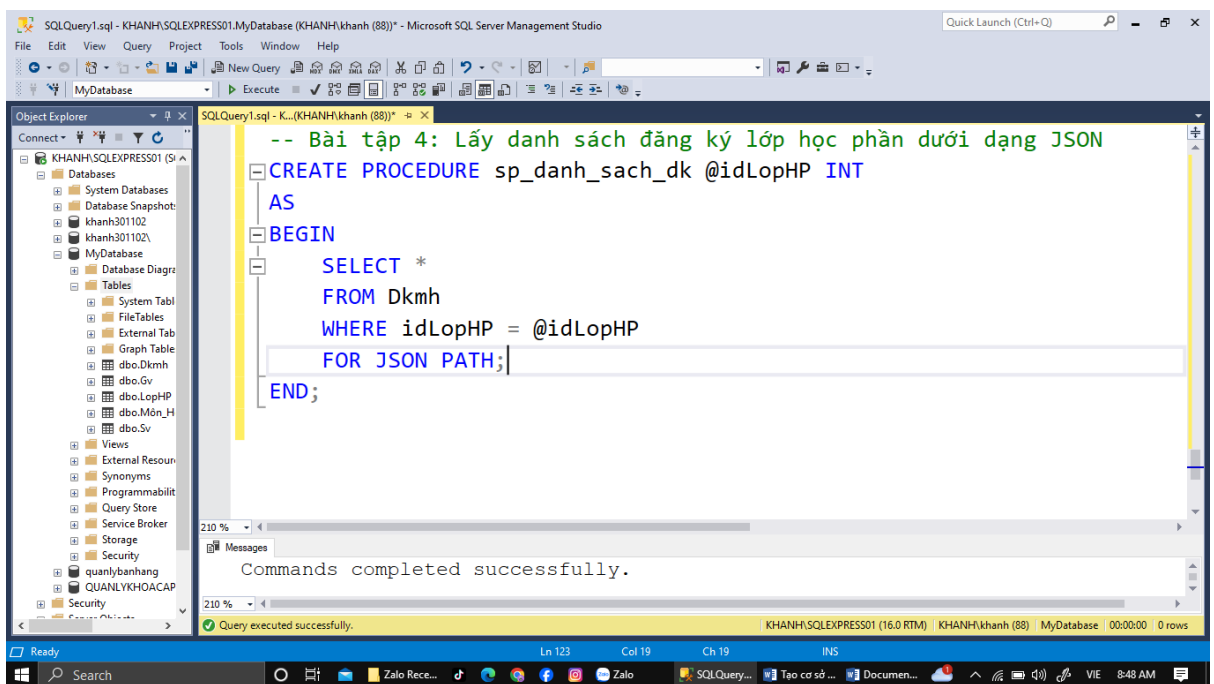 SQLQuery1.sql - KHANH\SQLEXPRESS01.MyDatabase (KHANH\khanh (88))* - Microsoft SQL Server Management Studio
Quick Launch (Ctrl+Q)
File Edit View Query Project Tools Window Help
New Query
MyDatabase
Execute
Object Explorer
SQLQuery1.sql - K...(KHANH\khanh (88))*
Connect
KHANH\SQLEXPRESS01 (S
Databases
System Databases
Database Snapshot
khanh301102
khanh301102\
MyDatabase
Database Diagra
Tables
System Tabl
FileTables
External Tab
Graph Table
dbo.Dkmh
dbo.Gv
dbo.LopHP
dbo.Môn_H
dbo.Sv
Views
External Resour
Synonyms
Programmabilit
Query Store
Service Broker
Storage
Security
quanlybanhang
QUANLYKHOACAP
Security
-- Bài tập 4: Lấy danh sách đăng ký lớp học phần dưới dạng JSON
CREATE PROCEDURE sp_danh_sach_dk @idLopHP INT
AS
BEGIN
SELECT *
FROM Dkmh
WHERE idLopHP = @idLopHP
FOR JSON PATH;
END;
210 %
Messages
Commands completed successfully.
210 %
Query executed successfully.
KHANH\SQLEXPRESS01 (16.0 RTM) KHANH\khanh (88) MyDatabase 00:00:00 0 rows
Ready Ln 123 Col 19 Ch 19 INS
Search Zalo Rece... Zalo SQLQuery... Tạo cơ sở ... Documen... VIE 8:48 AM